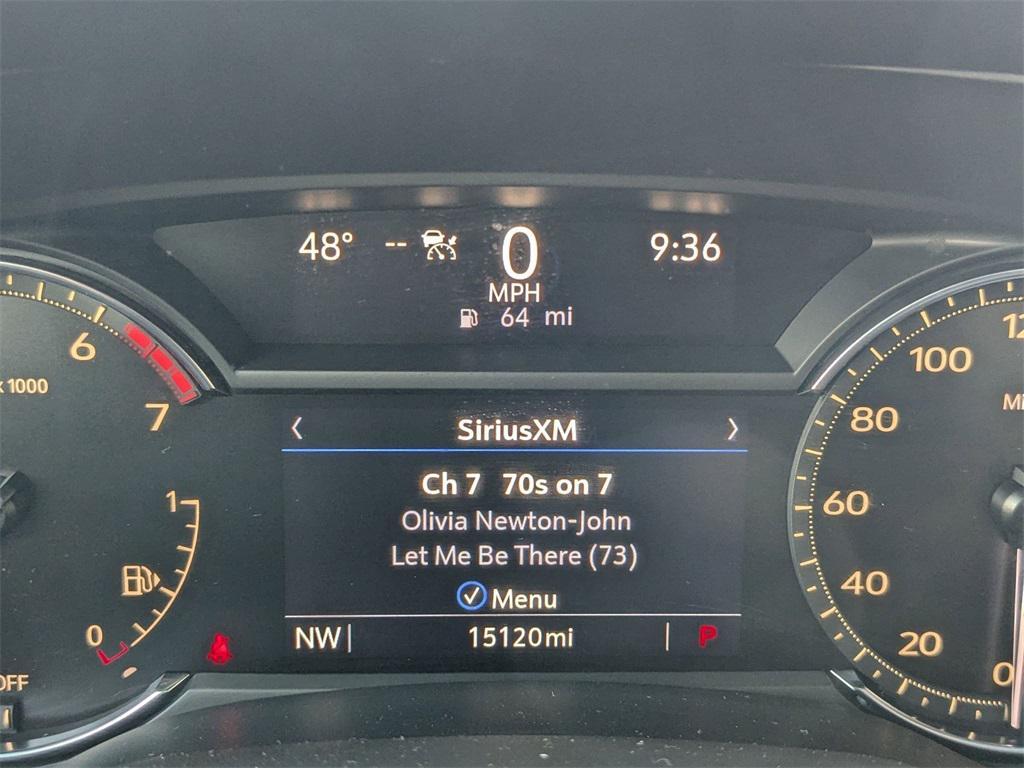 48° -- 0 9:36
MPH
64 mi
6
x 1000
7
1
0
OFF
< SiriusXM >
Ch 7 70s on 7
Olivia Newton-John
Let Me Be There (73)
Menu
NW| 15120mi | P
100
80
60
40
20
0